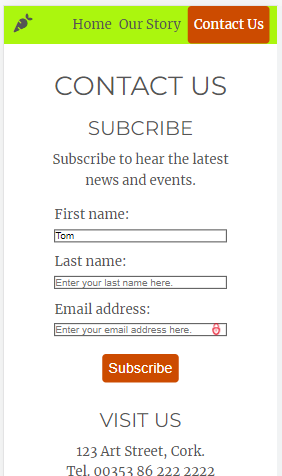 Home Our Story Contact Us
CONTACT US
SUBCRIBE
Subscribe to hear the latest
news and events.
First name:
Tom
Last name:
Enter your last name here.
Email address:
Enter your email address here.
Subscribe
VISIT US
123 Art Street, Cork.
Tel. 00353 86 222 2222